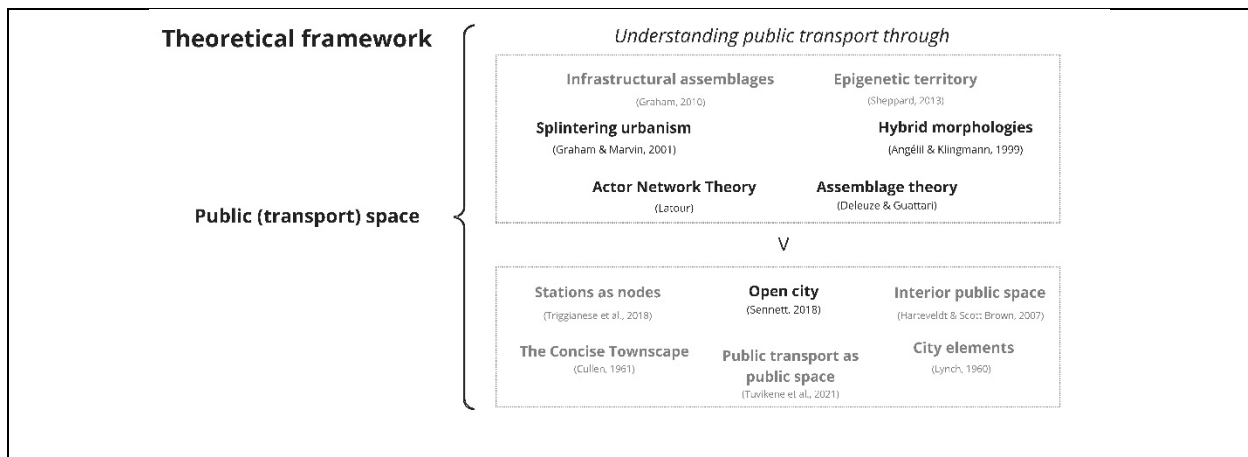 Theoretical framework
Understanding public transport through
Infrastructural assemblages
(Graham, 2010)
Epigenetic territory
(Sheppard, 2013)
Splintering urbanism
(Graham & Marvin, 2001)
Hybrid morphologies
(Angélil & Klingmann, 1999)
Actor Network Theory
(Latour)
Assemblage theory
(Deleuze & Guattari)
Public (transport) space
V
Stations as nodes
(Triggianese et al., 2018)
Open city
(Sennett. 2018)
Interior public space
(Harteveldt & Scott Brown, 2007)
The Concise Townscape
(Cullen, 1961)
Public transport as
public space
(Tuvikene et al., 2021)
City elements
(Lynch, 1960)